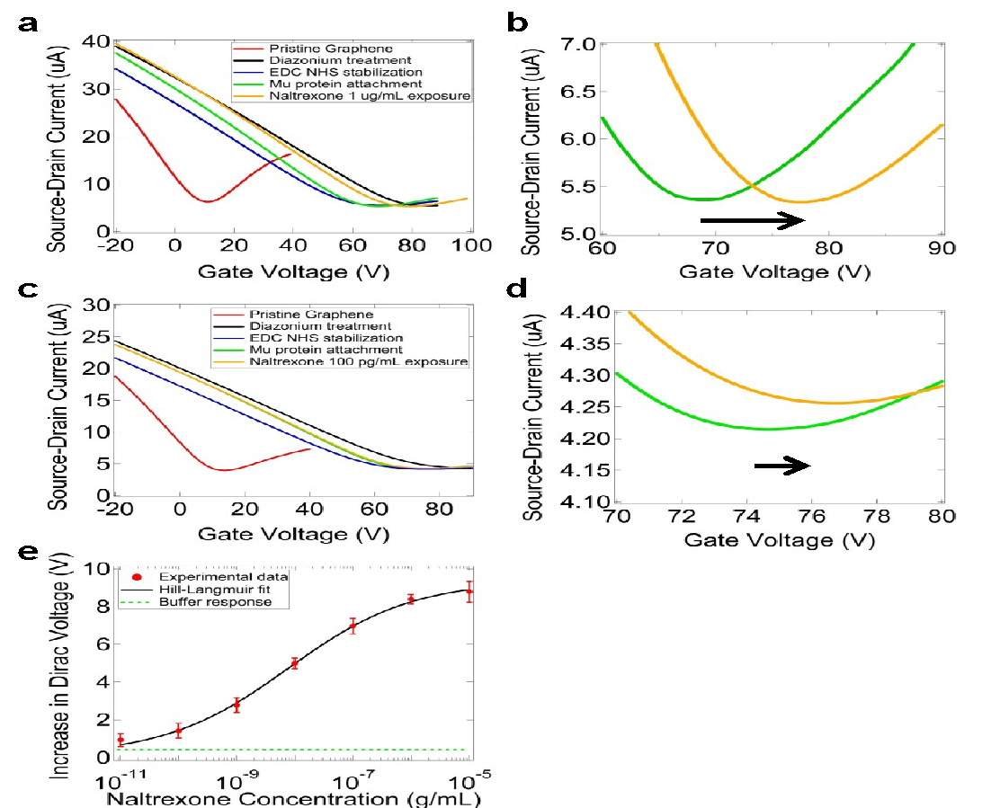 a
Source-Drain Current (uA)
40
30
20
10
0
-20 0 20 40 60 80 100
Gate Voltage (V)
Pristine Graphene
Diazonium treatment
EDC NHS stabilization
Mu protein attachment
Naltrexone 1 ug/mL exposure
b
Source-Drain Current (uA)
7.0
6.5
6.0
5.5
5.0
60 70 80 90
Gate Voltage (V)
c
Source-Drain Current (uA)
30
25
20
15
10
5
0
-20 0 20 40 60 80
Gate Voltage (V)
Pristine Graphene
Diazonium treatment
EDC NHS stabilization
Mu protein attachment
Naltrexone 100 pg/mL exposure
d
Source-Drain Current (uA)
4.40
4.35
4.30
4.25
4.20
4.15
4.10
70 72 74 76 78 80
Gate Voltage (V)
e
Increase in Dirac Voltage (V)
10
8
6
4
2
0
Experimental data
Hill-Langmuir fit
Buffer response
10⁻¹¹ 10⁻⁹ 10⁻⁷ 10⁻⁵
Naltrexone Concentration (g/mL)